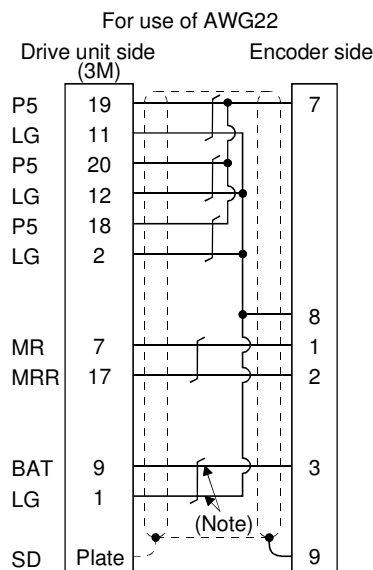 For use of AWG22
Drive unit side Encoder side
(3M)
P5 19 7
LG 11
P5 20
LG 12
P5 18
LG 2
8
MR 7 1
MRR 17 2
BAT 9 3
LG 1
(Note)
SD Plate 9